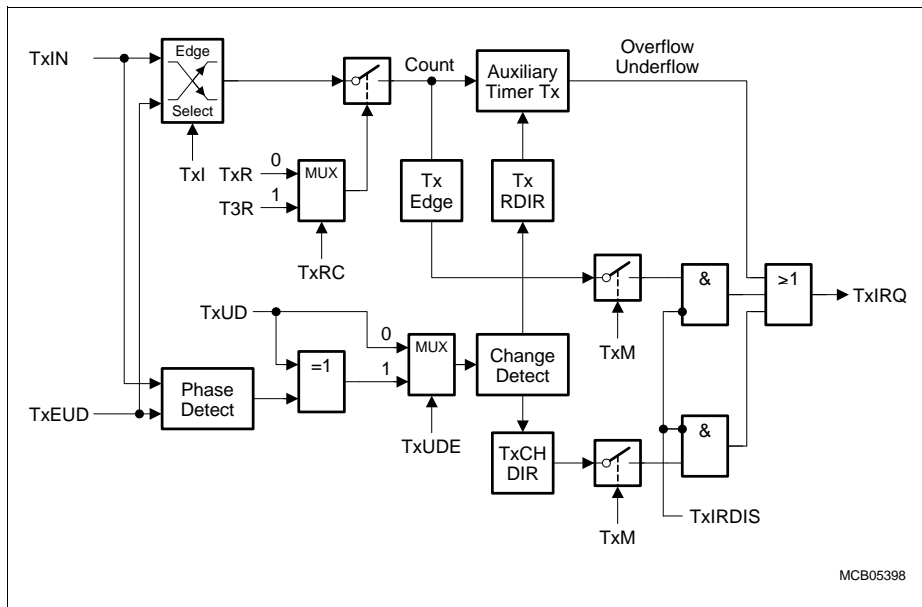 TxIN
Edge
Select
TxI
Count
Auxiliary
Timer Tx
Overflow
Underflow
TxR
0
T3R
1
MUX
TxRC
Tx
Edge
Tx
RDIR
TxUD
=1
0
1
MUX
TxUDE
Change
Detect
TxM
&
≥1
TxIRQ
TxEUD
Phase
Detect
TxCH
DIR
TxM
&
TxIRDIS
MCB05398